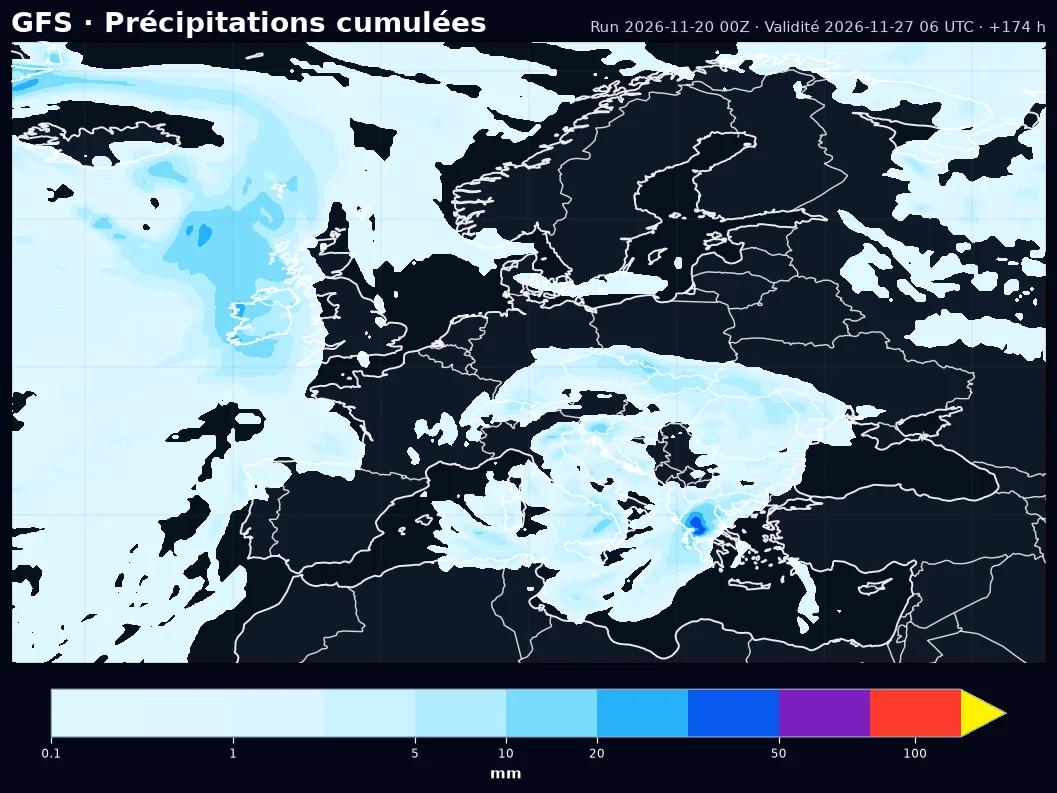 GFS · Précipitations cumulées
Run 2026-11-20 00Z · Validité 2026-11-27 06 UTC · +174 h
0.1 1 5 10 20 50 100
mm